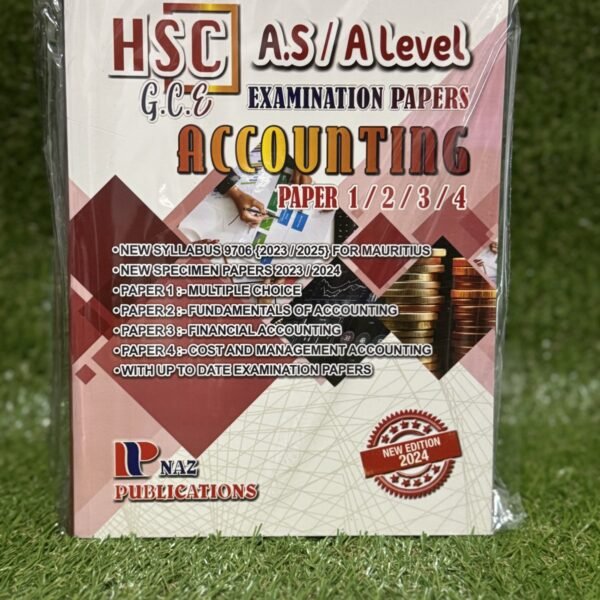 HSC A.S / A Level
G.C.E EXAMINATION PAPERS
ACCOUNTING
PAPER 1 / 2 / 3 / 4
• NEW SYLLABUS 9706 {2023 / 2025} FOR MAURITIUS
• NEW SPECIMEN PAPERS 2023 / 2024
• PAPER 1 :- MULTIPLE CHOICE
• PAPER 2 :- FUNDAMENTALS OF ACCOUNTING
• PAPER 3 :- FINANCIAL ACCOUNTING
• PAPER 4 :- COST AND MANAGEMENT ACCOUNTING
• WITH UP TO DATE EXAMINATION PAPERS
NEW EDITION
2024
NP NAZ
PUBLICATIONS